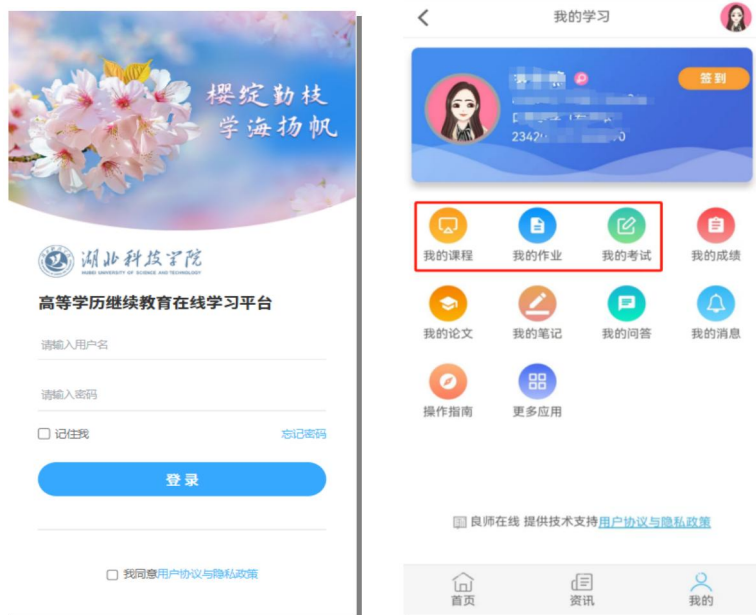 樱绽勤枝
学海扬帆
湖北科技学院
HUBEI UNIVERSITY OF SCIENCE AND TECHNOLOGY
高等学历继续教育在线学习平台
请输入用户名
请输入密码
记住我
忘记密码
登录
我同意用户协议与隐私政策
我的学习
签到
我的课程
我的作业
我的考试
我的成绩
我的论文
我的笔记
我的问答
我的消息
操作指南
更多应用
良师在线 提供技术支持用户协议与隐私政策
首页
资讯
我的